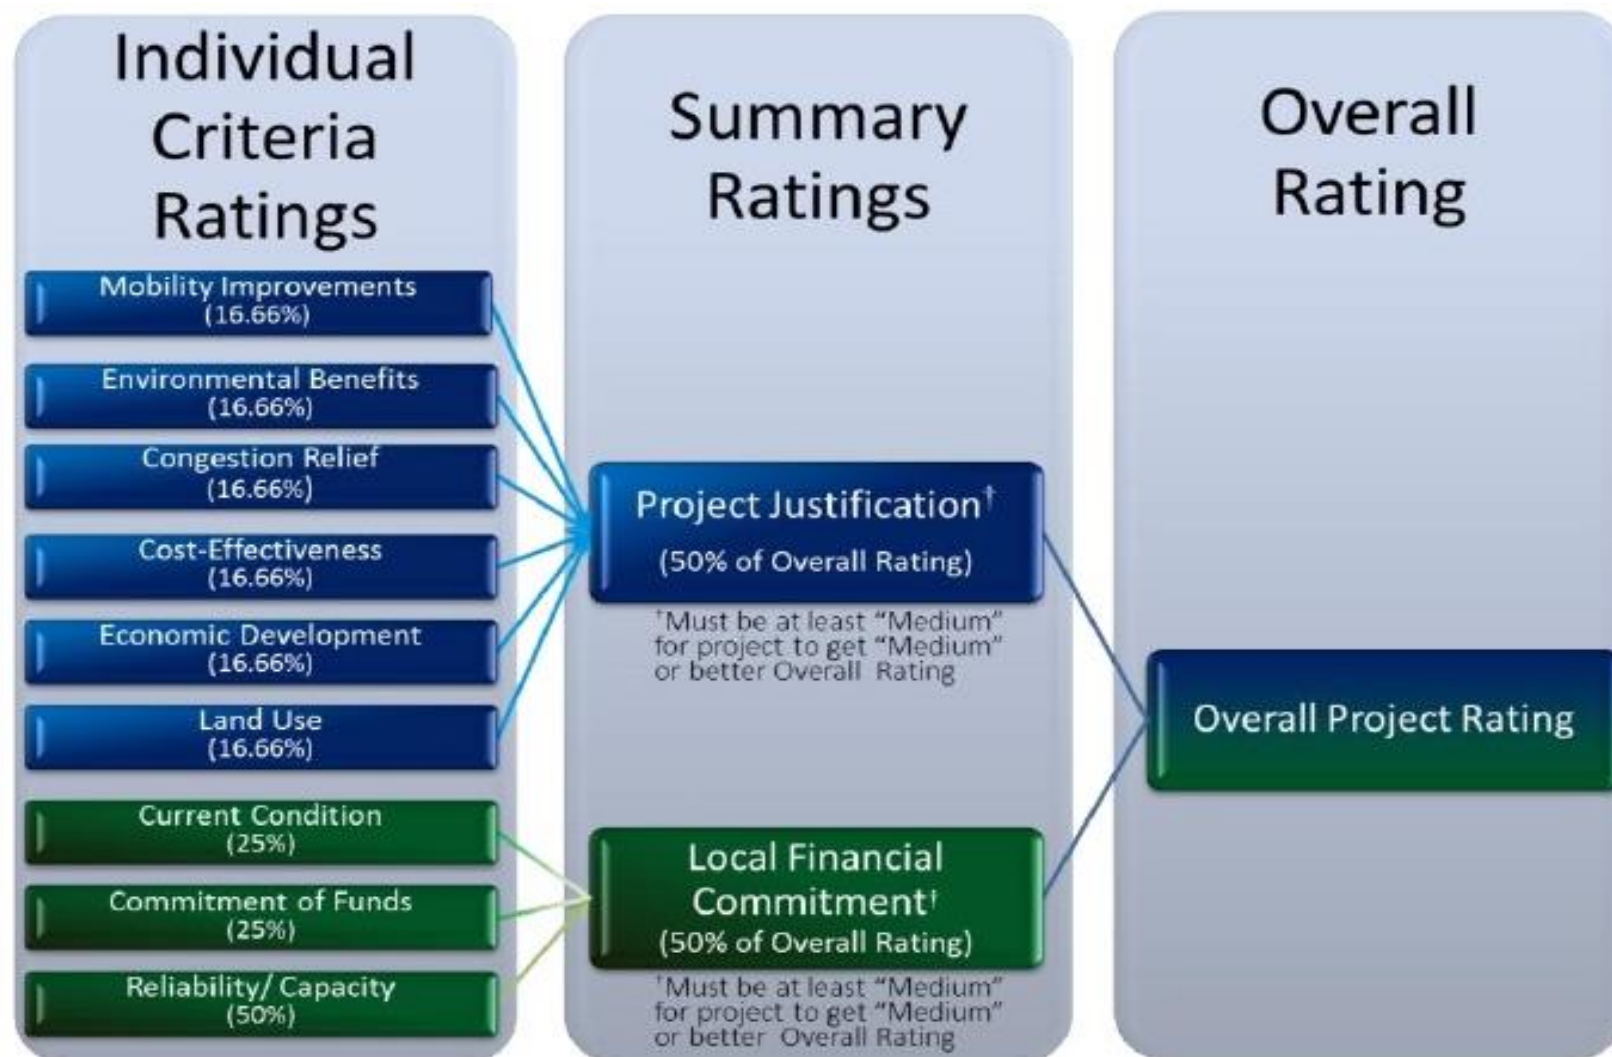 Individual
Criteria
Ratings
Mobility Improvements
(16.66%)
Environmental Benefits
(16.66%)
Congestion Relief
(16.66%)
Cost-Effectiveness
(16.66%)
Economic Development
(16.66%)
Land Use
(16.66%)
Current Condition
(25%)
Commitment of Funds
(25%)
Reliability/ Capacity
(50%)
Summary
Ratings
Project Justification†
(50% of Overall Rating)
†Must be at least “Medium”
for project to get “Medium”
or better Overall Rating
Local Financial
Commitment†
(50% of Overall Rating)
†Must be at least “Medium”
for project to get “Medium”
or better Overall Rating
Overall
Rating
Overall Project Rating